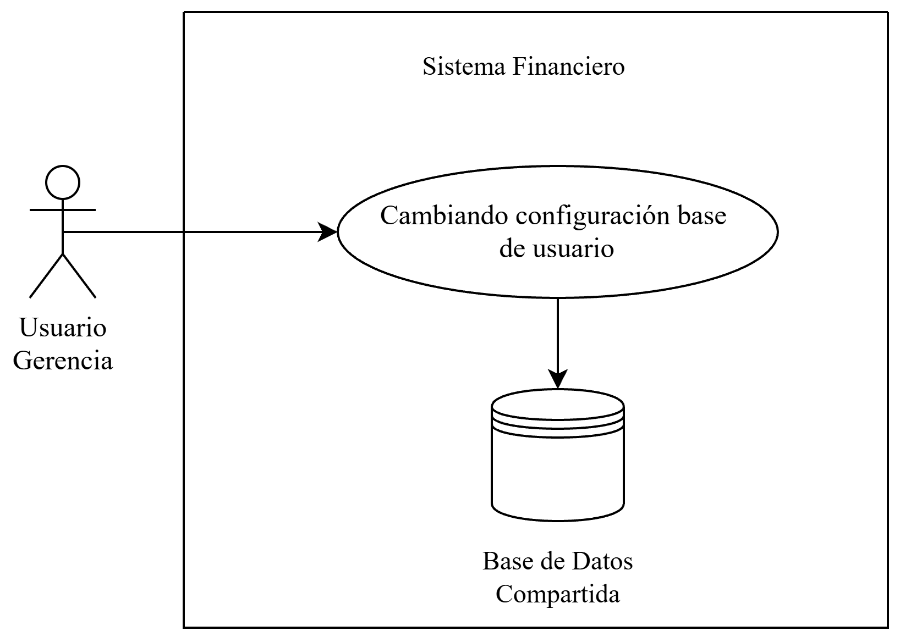 Sistema Financiero
Cambiando configuración base
de usuario
Usuario
Gerencia
Base de Datos
Compartida